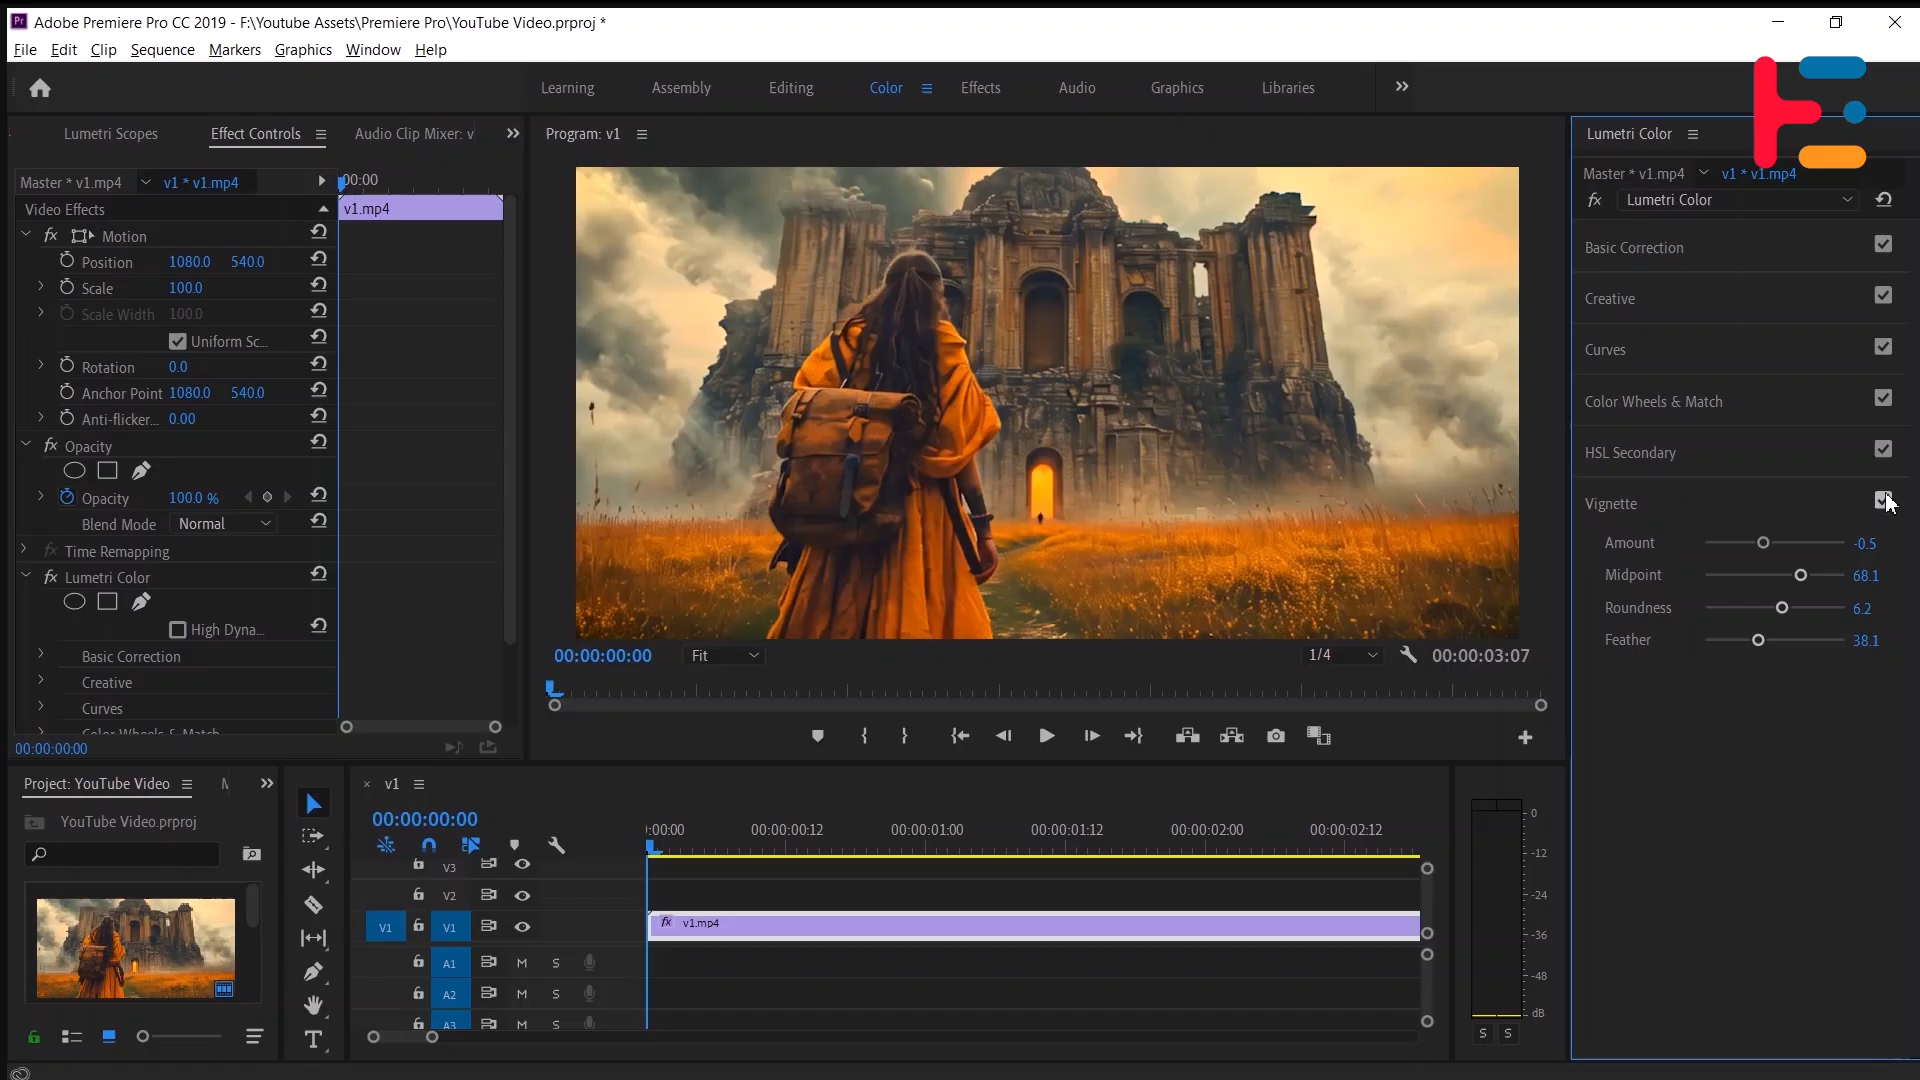 Adobe Premiere Pro CC 2019 - F:\Youtube Assets\Premiere Pro\YouTube Video.prproj *
File Edit Clip Sequence Markers Graphics Window Help
Learning Assembly Editing Color Effects Audio Graphics Libraries
Lumetri Scopes Effect Controls Audio Clip Mixer: v
Master * v1.mp4 v1 * v1.mp4
:00:00
Video Effects
v1.mp4
fx Motion
Position 1080.0 540.0
Scale 100.0
Scale Width 100.0
Uniform Sc...
Rotation 0.0
Anchor Point 1080.0 540.0
Anti-flicker... 0.00
fx Opacity
Opacity 100.0 %
Blend Mode Normal
fx Time Remapping
fx Lumetri Color
High Dyna...
Basic Correction
Creative
Curves
Color Wheels & Match
00:00:00:00
Program: v1
00:00:00:00 Fit 1/4 00:00:03:07
Lumetri Color
Master * v1.mp4 v1 * v1.mp4
fx Lumetri Color
Basic Correction
Creative
Curves
Color Wheels & Match
HSL Secondary
Vignette
Amount -0.5
Midpoint 68.1
Roundness 6.2
Feather 38.1
Project: YouTube Video
YouTube Video.prproj
v1
00:00:00:00
:00:00 00:00:00:12 00:00:01:00 00:00:01:12 00:00:02:00 00:00:02:12
V3
V2
V1 V1 fx v1.mp4
A1 M S
A2 M S
A3 M S
0
-12
-24
-36
-48
dB
S S